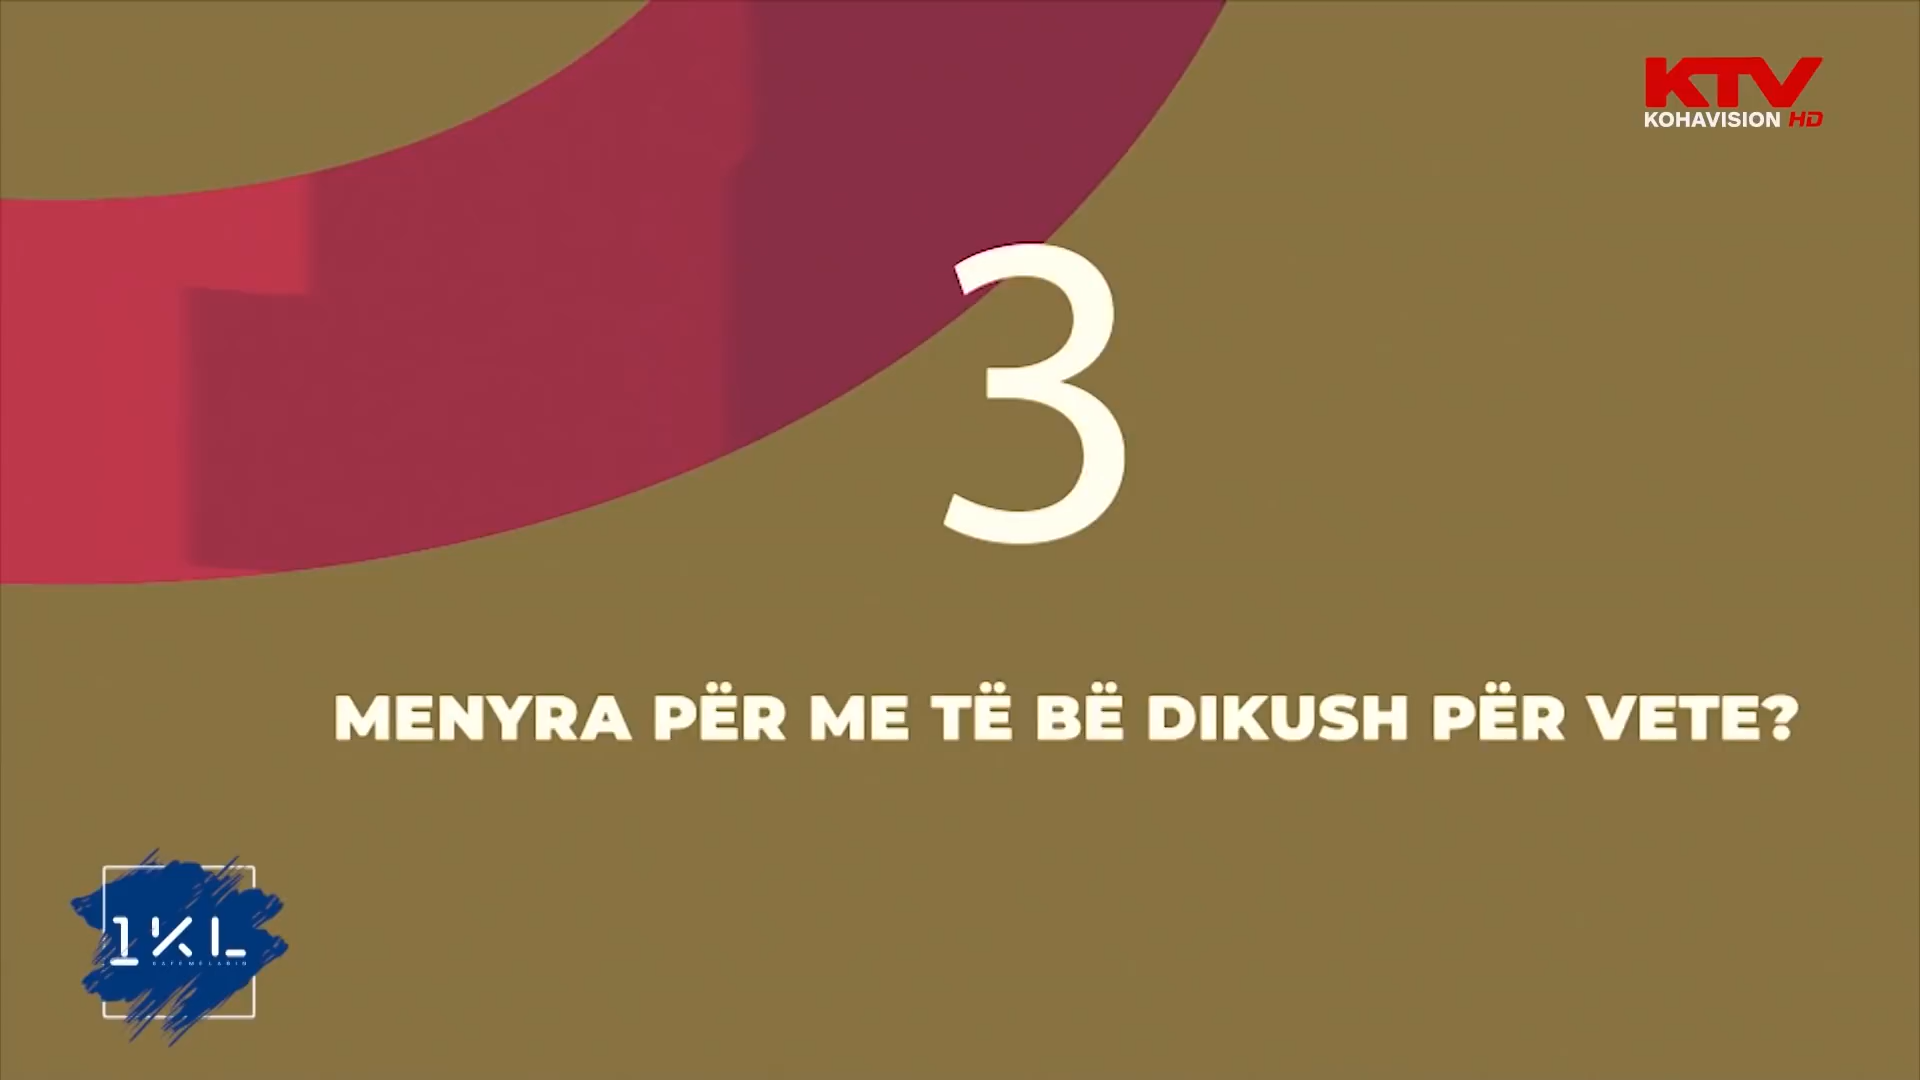 KTV
KOHAVISION HD
3
MENYRA PËR ME TË BË DIKUSH PËR VETE?
1KL